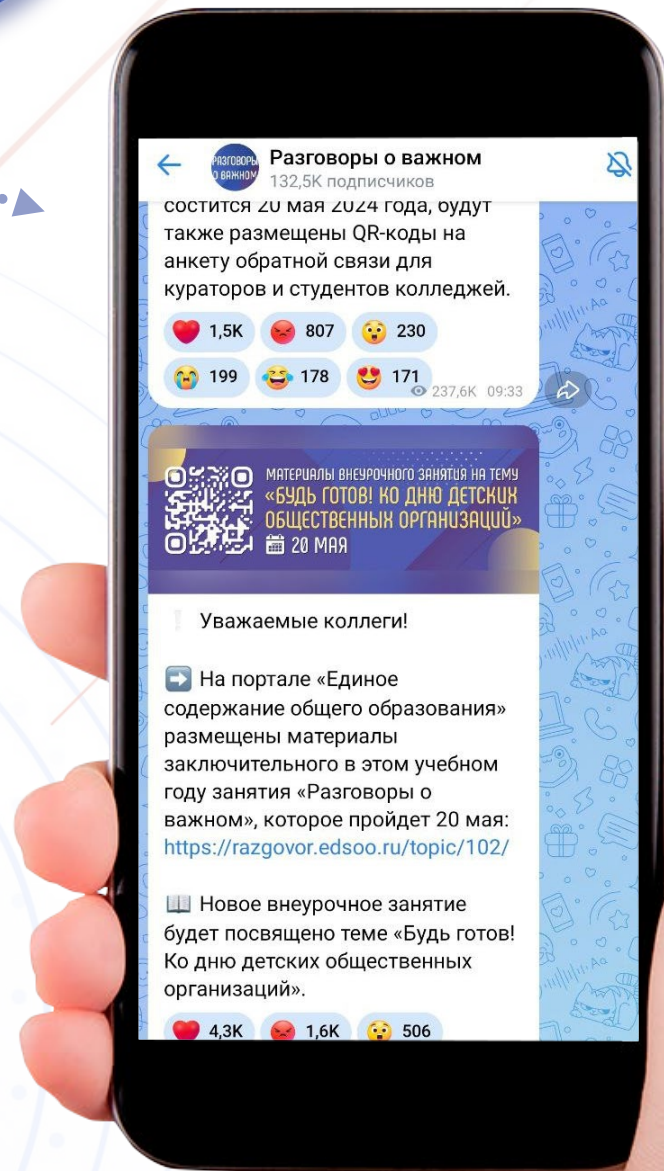 РАЗГОВОРЫ
О ВАЖНОМ
Разговоры о важном
132,5K подписчиков
состится 20 мая 2024 года, будут
также размещены QR-коды на
анкету обратной связи для
кураторов и студентов колледжей.
1,5K 807 230
199 178 171
237,6K 09:33
МАТЕРИАЛЫ ВНЕУРОЧНОГО ЗАНЯТИЯ НА ТЕМУ
«БУДЬ ГОТОВ! КО ДНЮ ДЕТСКИХ
ОБЩЕСТВЕННЫХ ОРГАНИЗАЦИЙ»
20 МАЯ
Уважаемые коллеги!
На портале «Единое
содержание общего образования»
размещены материалы
заключительного в этом учебном
году занятия «Разговоры о
важном», которое пройдет 20 мая:
https://razgovor.edsoo.ru/topic/102/
Новое внеурочное занятие
будет посвящено теме «Будь готов!
Ко дню детских общественных
организаций».
4,3K 1,6K 506